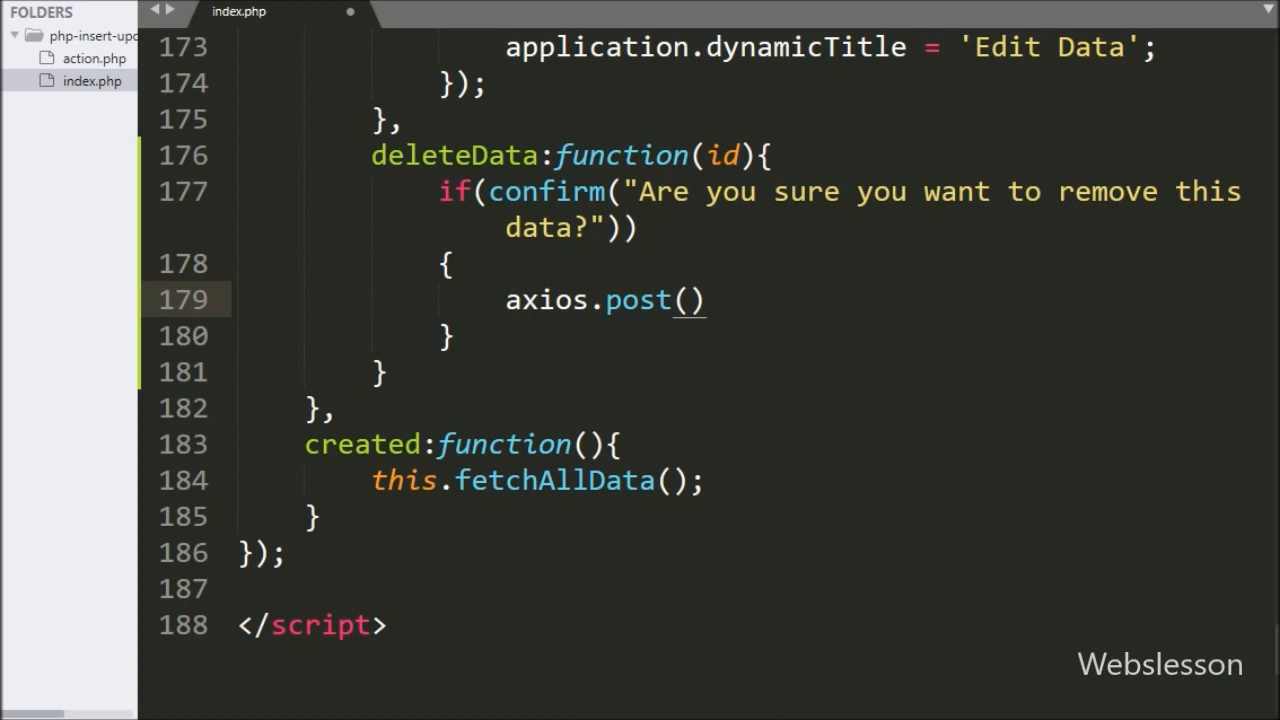 FOLDERS
index.php
php-insert-upd
action.php
index.php
173 application.dynamicTitle = 'Edit Data';
174 });
175 },
176 deleteData:function(id){
177 if(confirm("Are you sure you want to remove this
data?"))
178 {
179 axios.post()
180 }
181 }
182 },
183 created:function(){
184 this.fetchAllData();
185 }
186 });
187
188 </script>
Webslesson